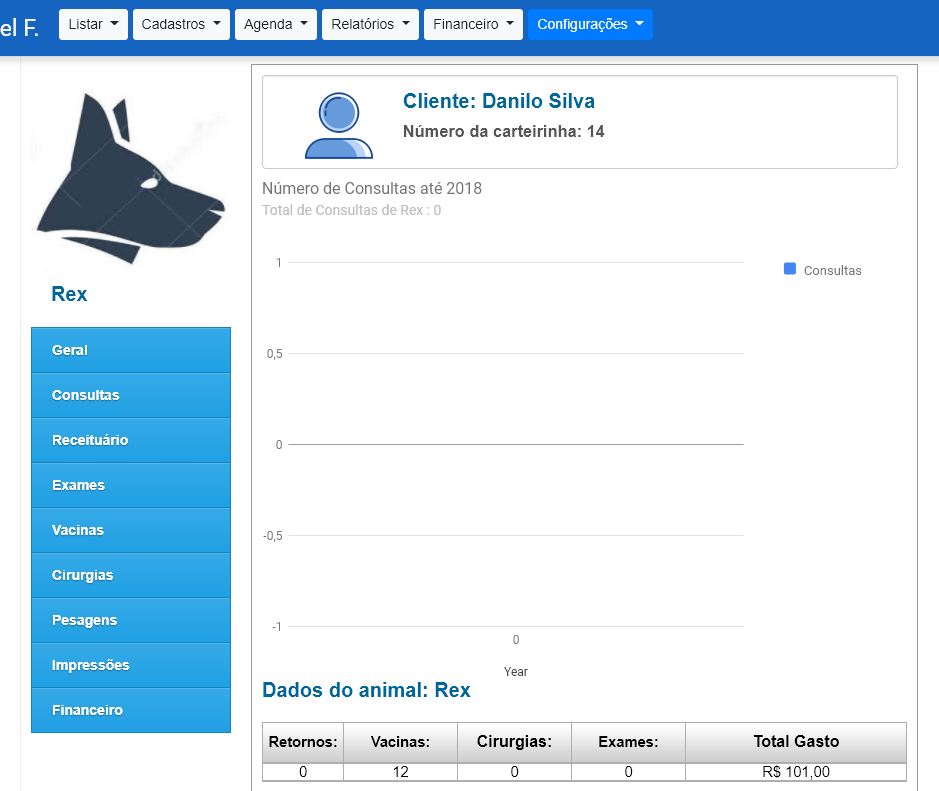 el F.
Listar
Cadastros
Agenda
Relatórios
Financeiro
Configurações
Rex
Geral
Consultas
Receituário
Exames
Vacinas
Cirurgias
Pesagens
Impressões
Financeiro
Cliente: Danilo Silva
Número da carteirinha: 14
Número de Consultas até 2018
Total de Consultas de Rex : 0
Consultas
1
0,5
0
-0,5
-1
0
Year
Dados do animal: Rex
Retornos: Vacinas: Cirurgias: Exames: Total Gasto
0 12 0 0 R$ 101,00